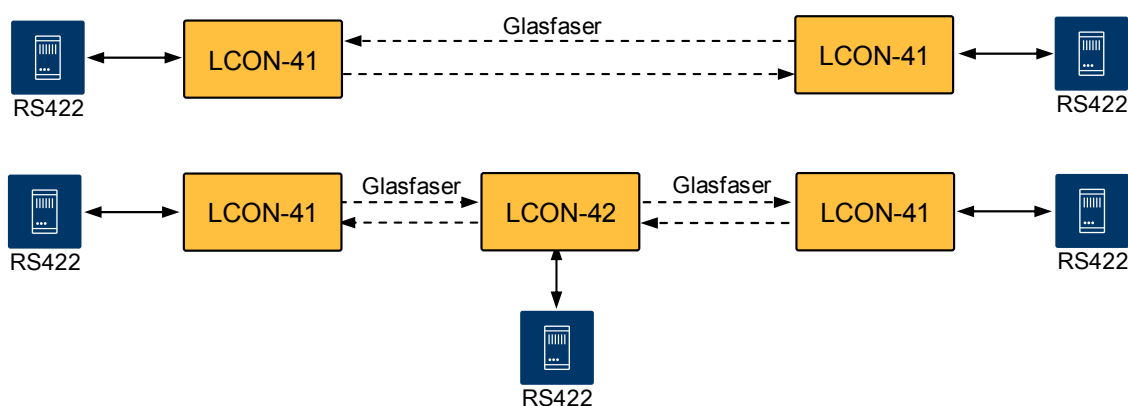 Glasfaser
LCON-41
LCON-41
RS422
RS422
Glasfaser
Glasfaser
LCON-41
LCON-42
LCON-41
RS422
RS422
RS422